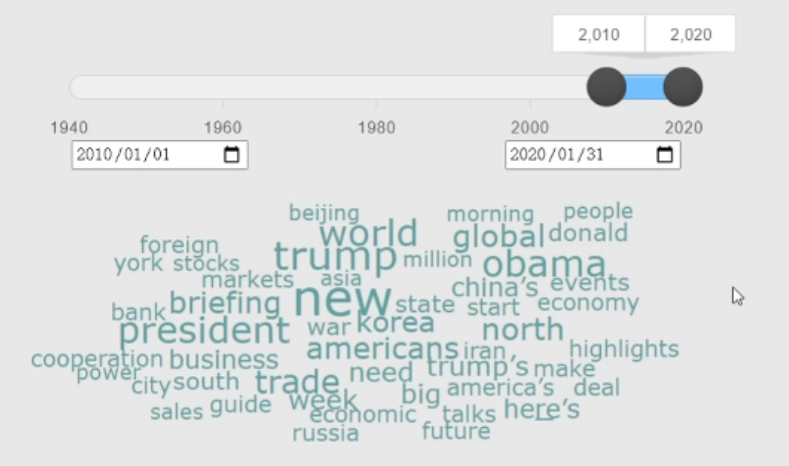 2,010 2,020
1940 1960 1980 2000 2020
2010/01/01 2020/01/31
beijing morning people
world global donald
foreign trump million obama
york stocks
markets asia china's events
bank briefing new state start economy
president war korea north
cooperation business americans iran highlights
power trump's make
city south trade need america's deal
sales guide week big here's
economic talks
russia future